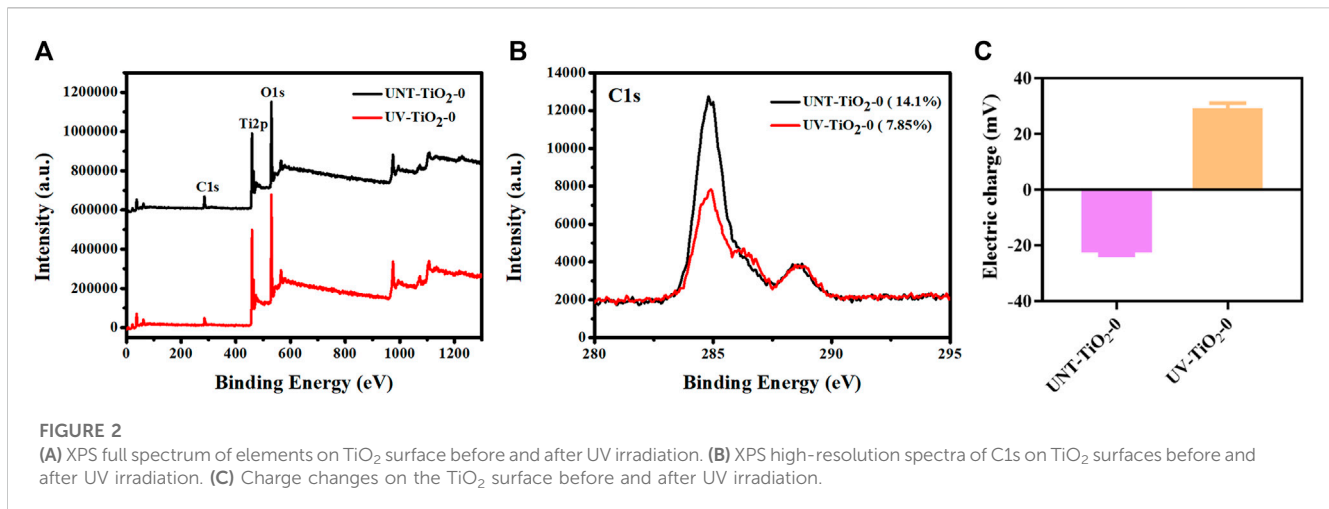 A
1200000
1000000
800000
600000
400000
200000
0
Intensity (a.u.)
O1s
Ti2p
C1s
UNT-TiO₂-0
UV-TiO₂-0
0 200 400 600 800 1000 1200
Binding Energy (eV)
B
14000
12000
10000
8000
6000
4000
2000
0
Intensity (a.u.)
C1s
UNT-TiO₂-0 ( 14.1%)
UV-TiO₂-0 ( 7.85%)
280 285 290 295
Binding Energy (eV)
C
40
20
0
-20
-40
Electric charge (mV)
UNT-TiO₂-0
UV-TiO₂-0
FIGURE 2
(A) XPS full spectrum of elements on TiO₂ surface before and after UV irradiation. (B) XPS high-resolution spectra of C1s on TiO₂ surfaces before and
after UV irradiation. (C) Charge changes on the TiO₂ surface before and after UV irradiation.